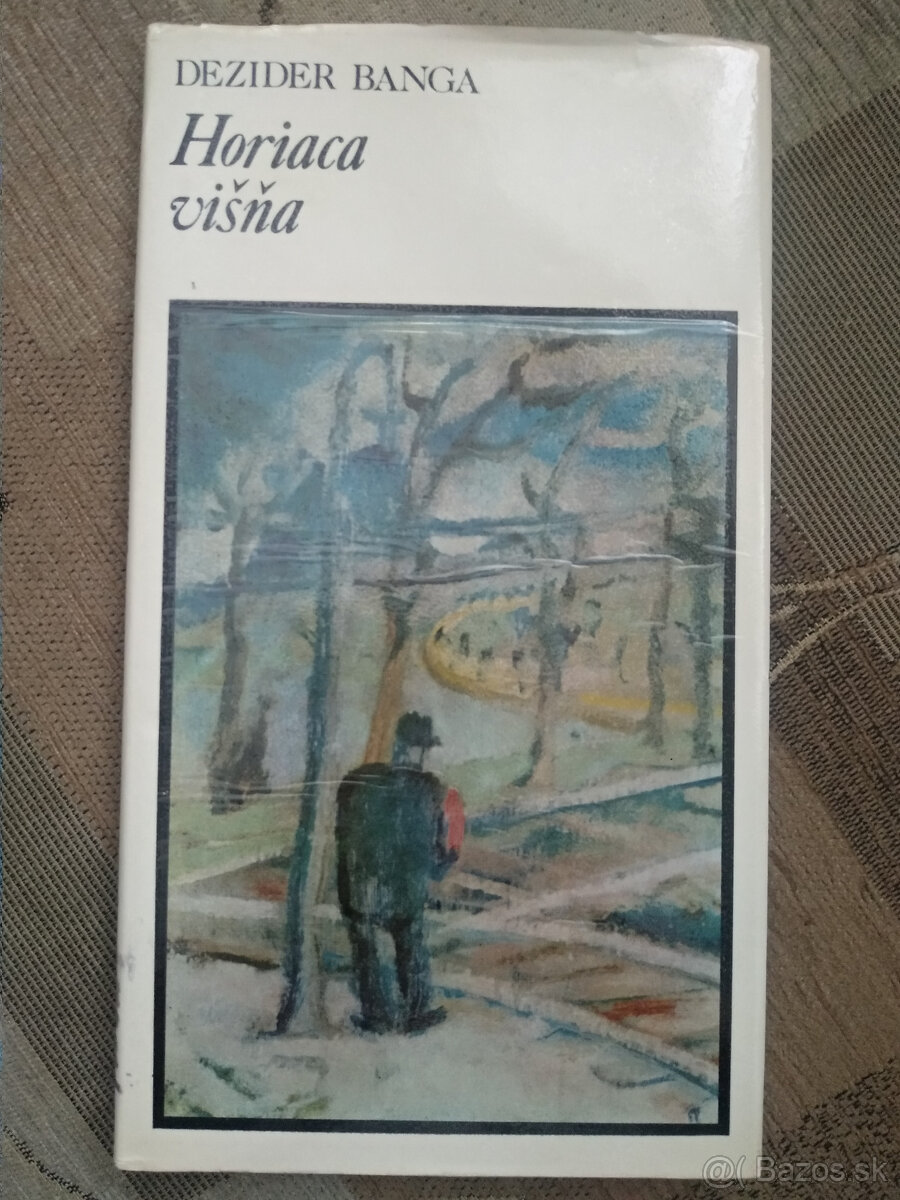 DEZIDER BANGA
Horiaca
višňa
@( Bazos.sk